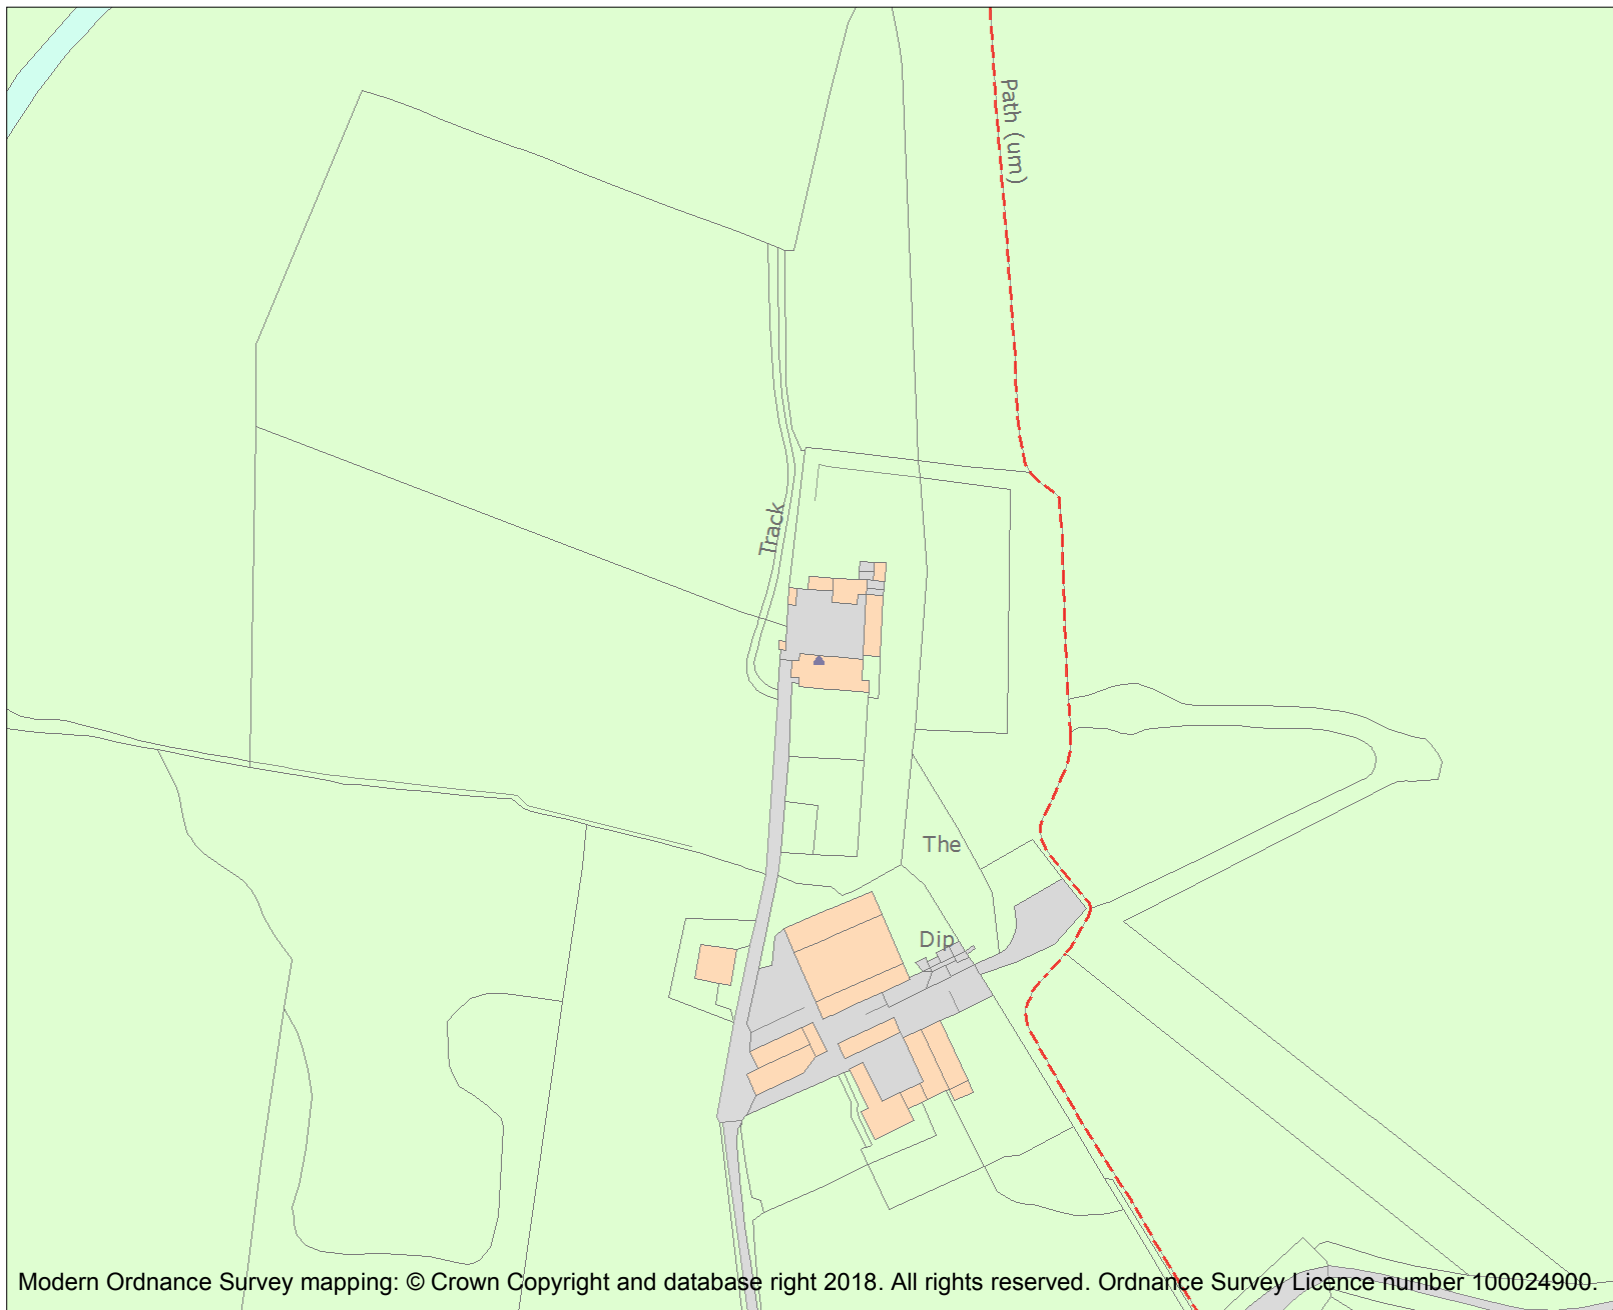 Path (um)
Track
The
Dip
Modern Ordnance Survey mapping: © Crown Copyright and database right 2018. All rights reserved. Ordnance Survey Licence number 100024900.